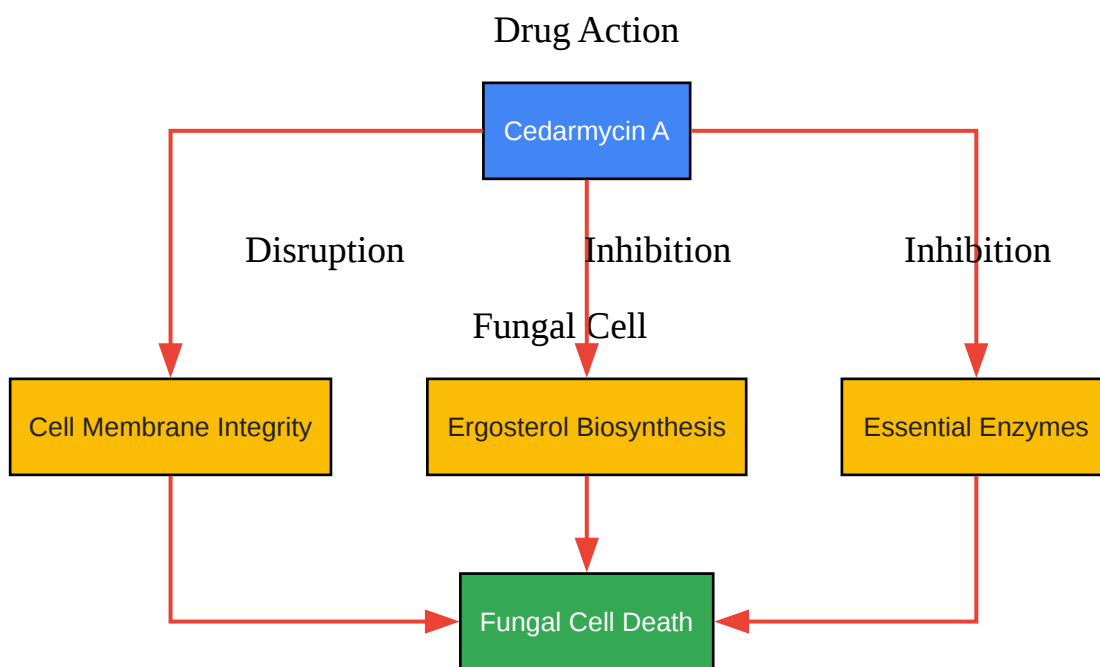 Drug Action
Cedarmycin A
Disruption
Inhibition
Inhibition
Fungal Cell
Cell Membrane Integrity
Ergosterol Biosynthesis
Essential Enzymes
Fungal Cell Death